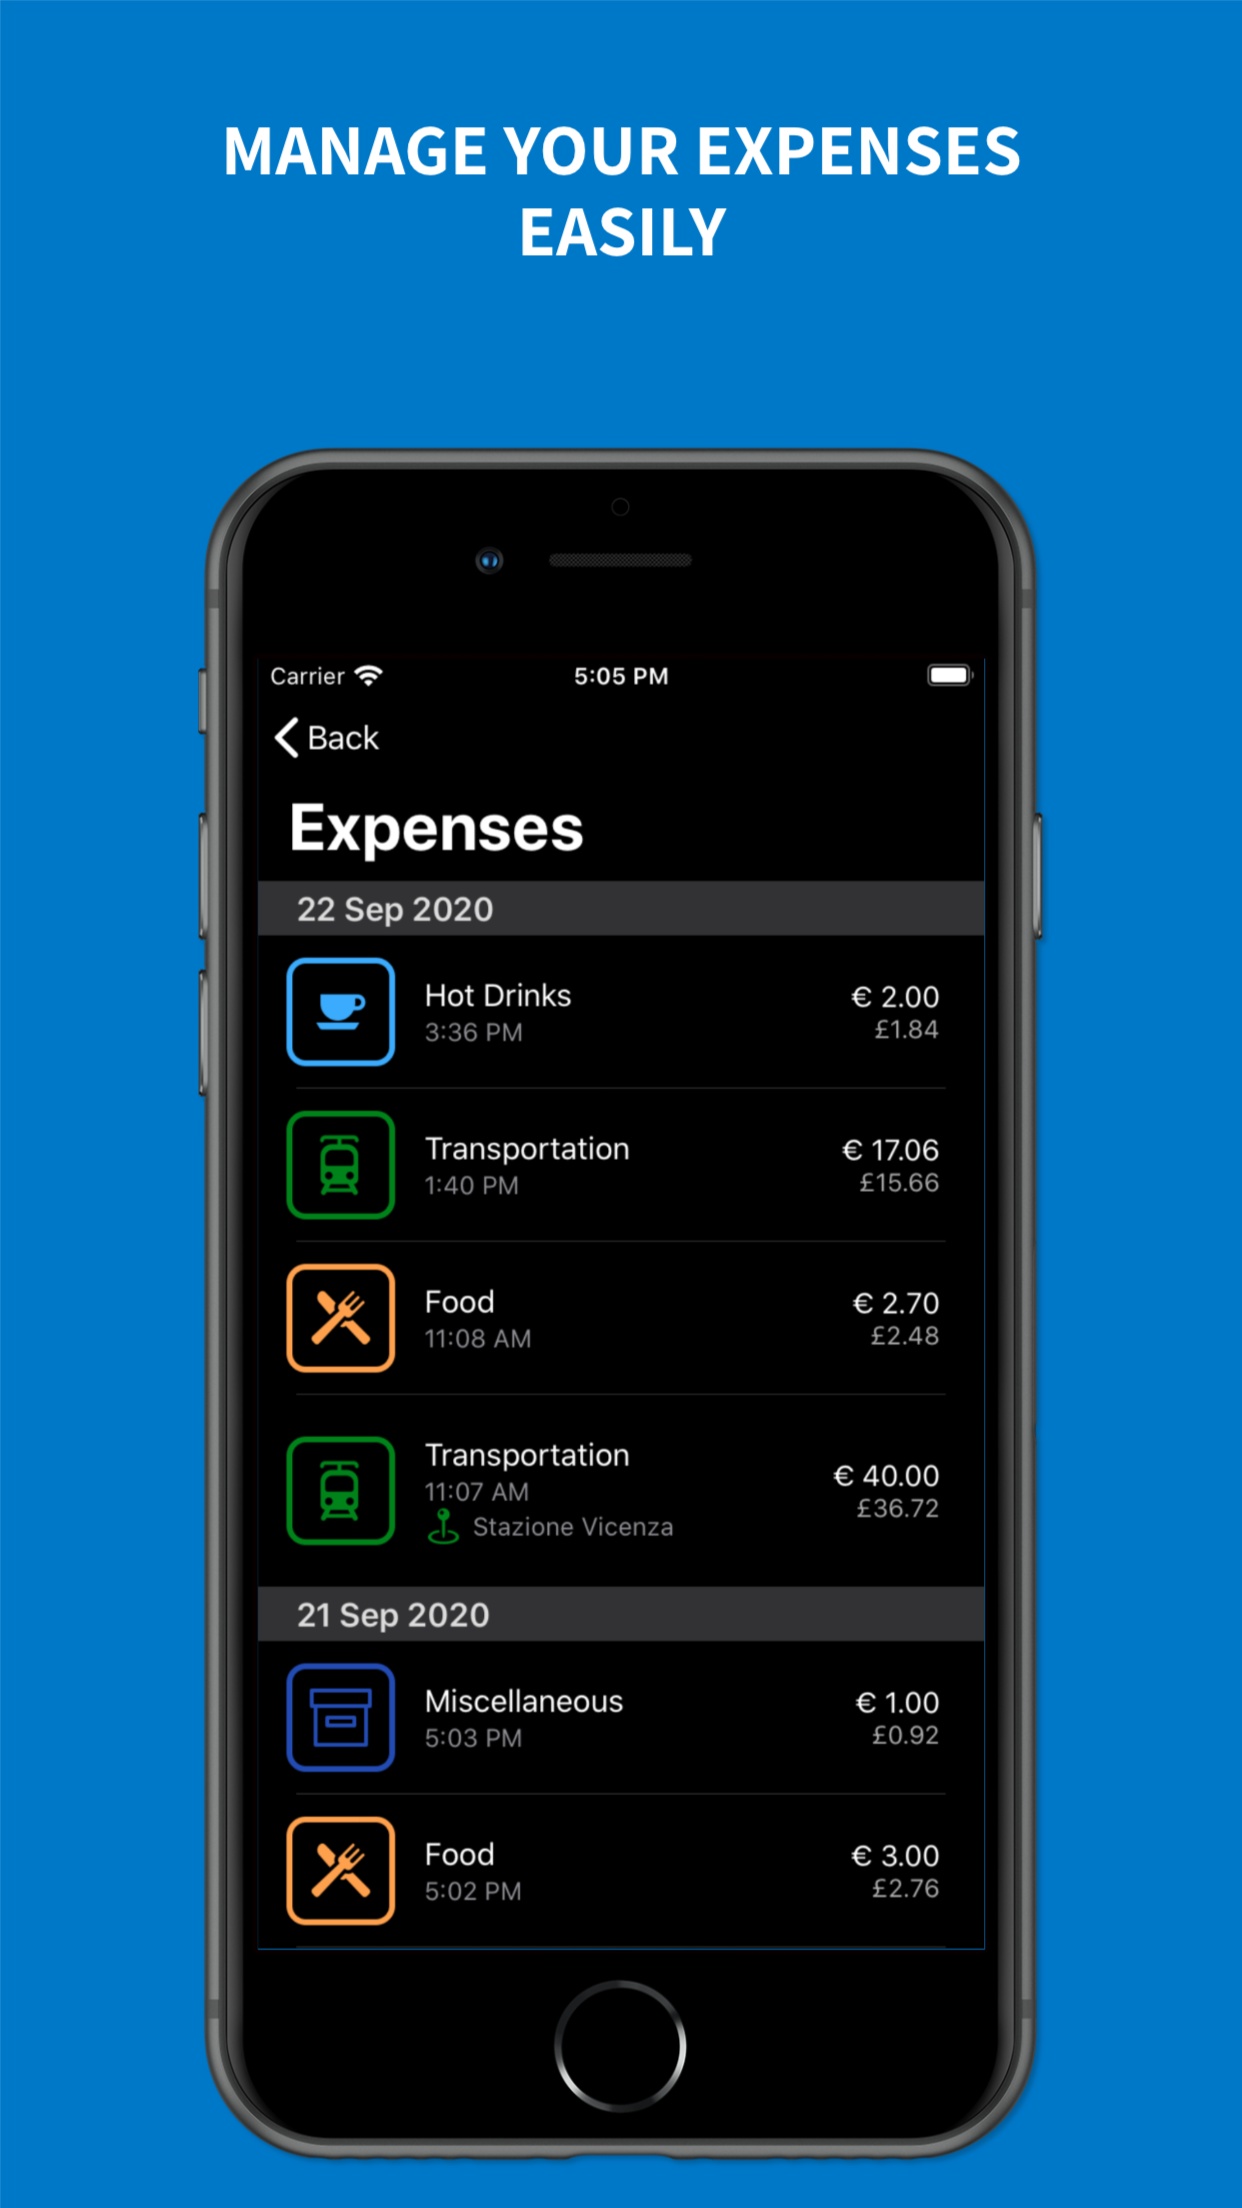 MANAGE YOUR EXPENSES
EASILY
Carrier 5:05 PM
Back
Expenses
22 Sep 2020
Hot Drinks € 2.00
3:36 PM £1.84
Transportation € 17.06
1:40 PM £15.66
Food € 2.70
11:08 AM £2.48
Transportation € 40.00
11:07 AM £36.72
Stazione Vicenza
21 Sep 2020
Miscellaneous € 1.00
5:03 PM £0.92
Food € 3.00
5:02 PM £2.76